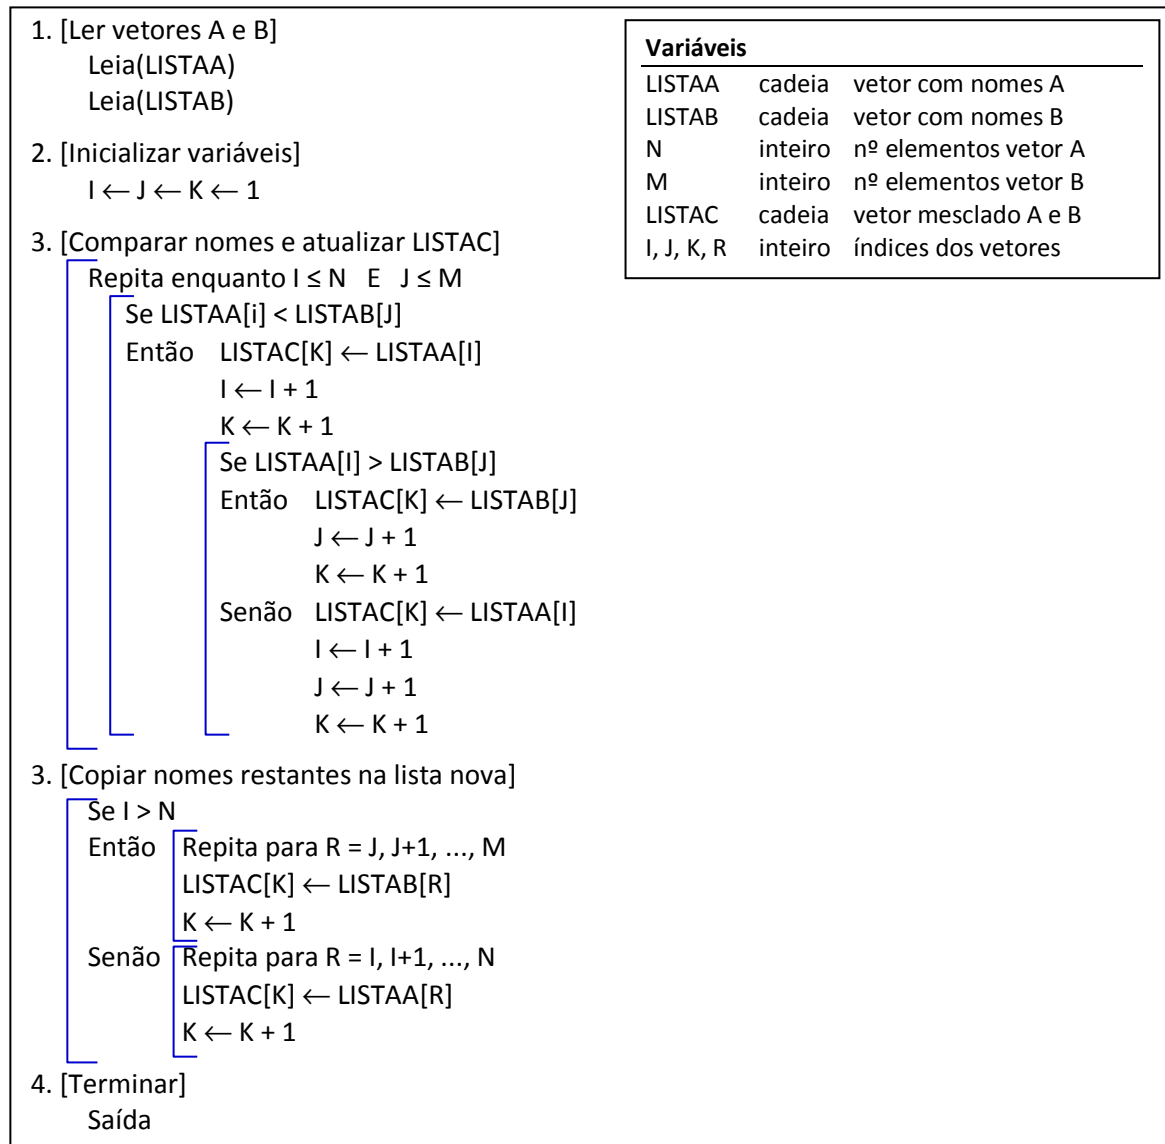 1. [Ler vetores A e B]
Leia(LISTAA)
Leia(LISTAB)
2. [Inicializar variáveis]
I ← J ← K ← 1
3. [Comparar nomes e atualizar LISTAC]
Repita enquanto I ≤ N E J ≤ M
Se LISTAA[i] < LISTAB[J]
Então LISTAC[K] ← LISTAA[I]
I ← I + 1
K ← K + 1
Se LISTAA[I] > LISTAB[J]
Então LISTAC[K] ← LISTAB[J]
J ← J + 1
K ← K + 1
Senão LISTAC[K] ← LISTAA[I]
I ← I + 1
J ← J + 1
K ← K + 1
3. [Copiar nomes restantes na lista nova]
Se I > N
Então Repita para R = J, J+1, ..., M
LISTAC[K] ← LISTAB[R]
K ← K + 1
Senão Repita para R = I, I+1, ..., N
LISTAC[K] ← LISTAA[R]
K ← K + 1
4. [Terminar]
Saída
Variáveis
LISTAA cadeia vetor com nomes A
LISTAB cadeia vetor com nomes B
N inteiro nº elementos vetor A
M inteiro nº elementos vetor B
LISTAC cadeia vetor mesclado A e B
I, J, K, R inteiro índices dos vetores